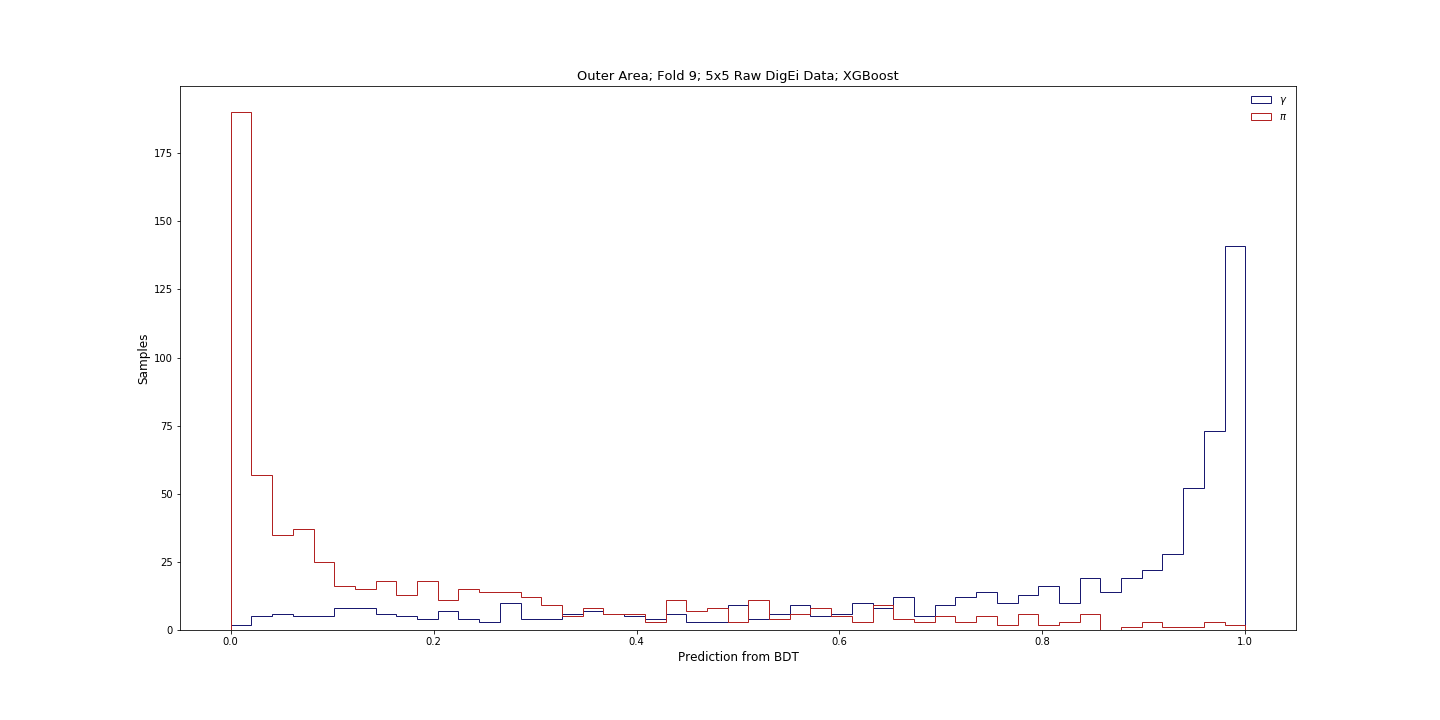 Outer Area; Fold 9; 5x5 Raw DigEi Data; XGBoost
γ
π
175
150
125
100
75
50
25
0
Samples
0.0 0.2 0.4 0.6 0.8 1.0
Prediction from BDT